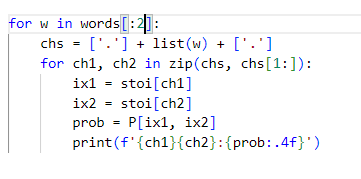 for w in words[:2]:
    chs = ['.'] + list(w) + ['.']
    for ch1, ch2 in zip(chs, chs[1:]):
        ix1 = stoi[ch1]
        ix2 = stoi[ch2]
        prob = P[ix1, ix2]
        print(f'{ch1}{ch2}:{prob:.4f}')